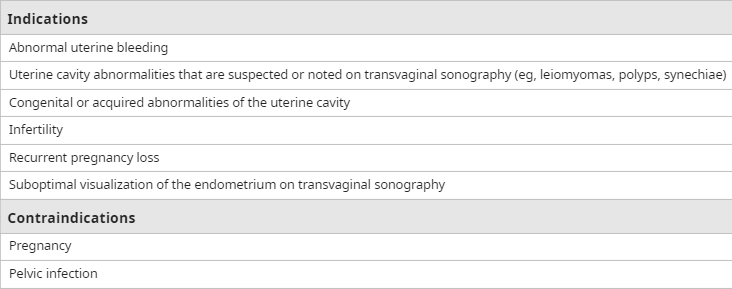 Indications
Abnormal uterine bleeding
Uterine cavity abnormalities that are suspected or noted on transvaginal sonography (eg, leiomyomas, polyps, synechiae)
Congenital or acquired abnormalities of the uterine cavity
Infertility
Recurrent pregnancy loss
Suboptimal visualization of the endometrium on transvaginal sonography
Contraindications
Pregnancy
Pelvic infection